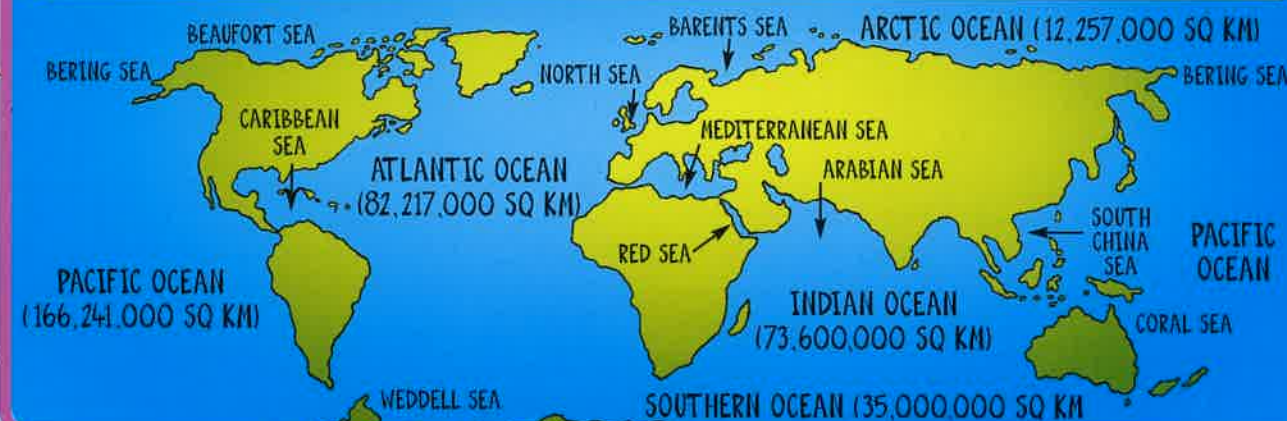 BEAUFORT SEA
BARENTS SEA
ARCTIC OCEAN (12,257,000 SQ KM)
BERING SEA
NORTH SEA
BERING SEA
CARIBBEAN
SEA
MEDITERRANEAN SEA
ATLANTIC OCEAN
(82,217,000 SQ KM)
ARABIAN SEA
RED SEA
SOUTH
CHINA
SEA
PACIFIC
OCEAN
PACIFIC OCEAN
(166,241,000 SQ KM)
INDIAN OCEAN
(73,600,000 SQ KM)
CORAL SEA
WEDDELL SEA
SOUTHERN OCEAN (35,000,000 SQ KM